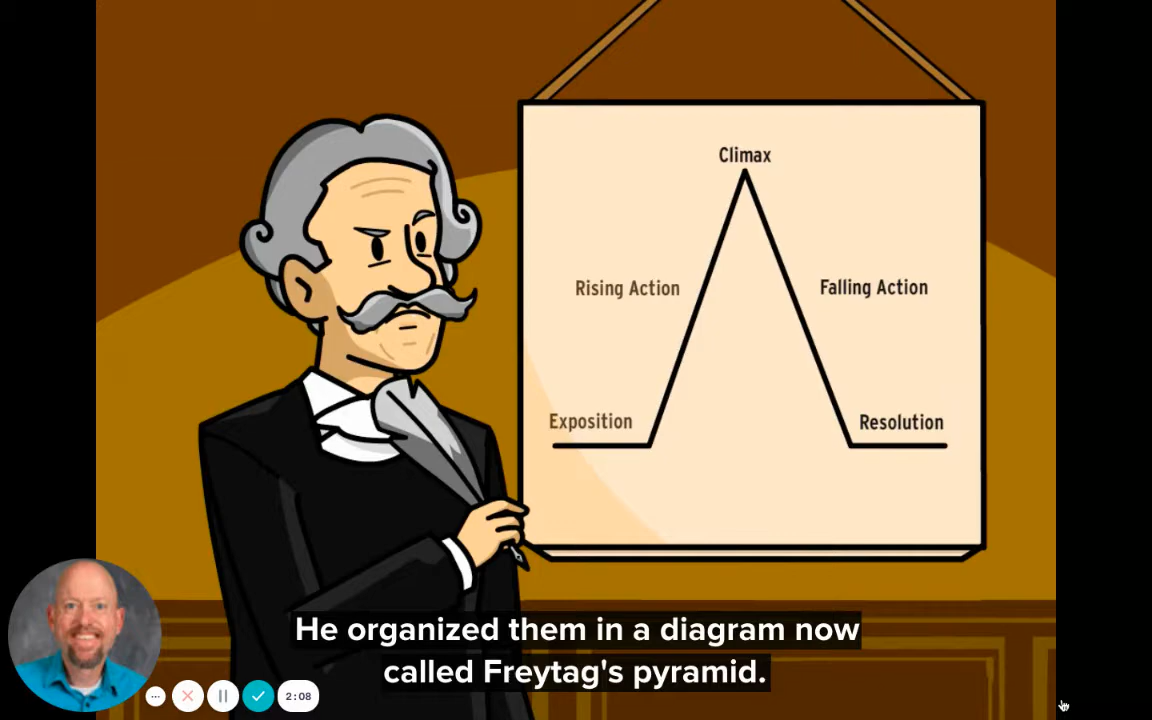 Climax
Rising Action
Falling Action
Exposition
Resolution
He organized them in a diagram now
called Freytag's pyramid.
2:08